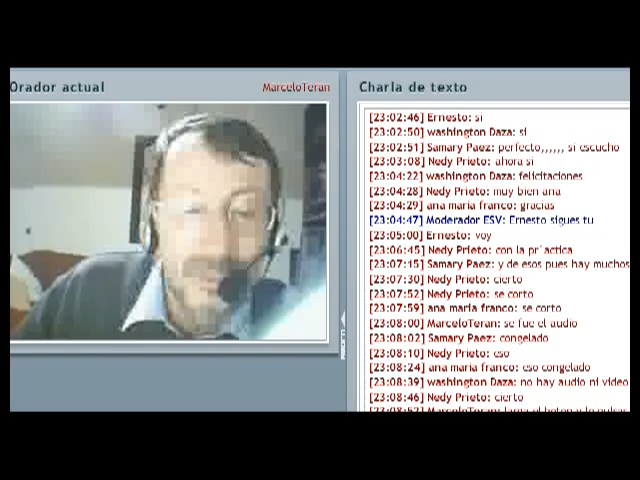 Orador actual
MarceloTeran
Charla de texto
[23:02:46] Ernesto: si
[23:02:50] washington Daza: si
[23:02:51] Samary Paez: perfecto,,,,,, si escucho
[23:03:08] Nedy Prieto: ahora si
[23:04:22] washington Daza: felicitaciones
[23:04:28] Nedy Prieto: muy bien ana
[23:04:29] ana maria franco: gracias
[23:04:47] Moderador ESV: Ernesto sigues tu
[23:05:00] Ernesto: voy
[23:06:45] Nedy Prieto: con la pr´actica
[23:07:15] Samary Paez: y de esos pues hay muchos
[23:07:30] Nedy Prieto: cierto
[23:07:52] Nedy Prieto: se corto
[23:07:59] ana maria franco: se corto
[23:08:00] MarceloTeran: se fue el audio
[23:08:02] Samary Paez: congelado
[23:08:10] Nedy Prieto: eso
[23:08:24] ana maria franco: eso congelado
[23:08:39] washington Daza: no hay audio ni video
[23:08:46] Nedy Prieto: cierto
[23:08:52] MarceloTeran: el boton y lo